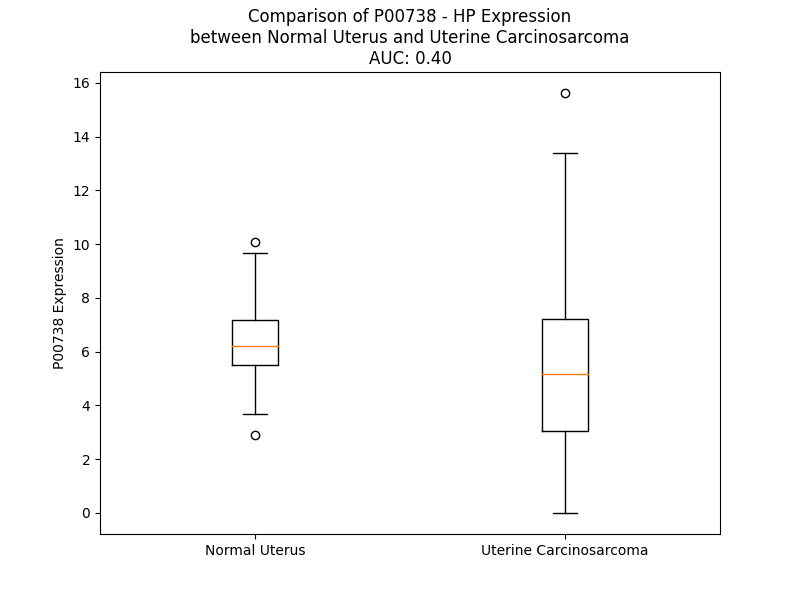 Comparison of P00738 - HP Expression
between Normal Uterus and Uterine Carcinosarcoma
AUC: 0.40
16
14
12
10
8
6
4
2
0
P00738 Expression
Normal Uterus
Uterine Carcinosarcoma